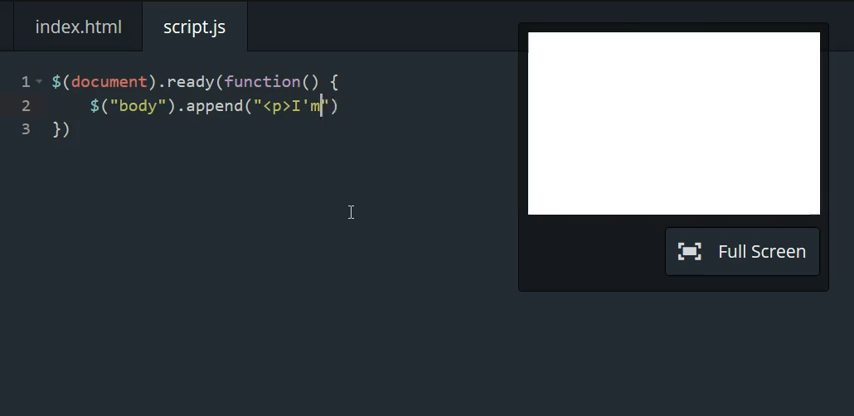 index.html script.js
1 $(document).ready(function() {
2 $("body").append("<p>I'm")
3 })
Full Screen